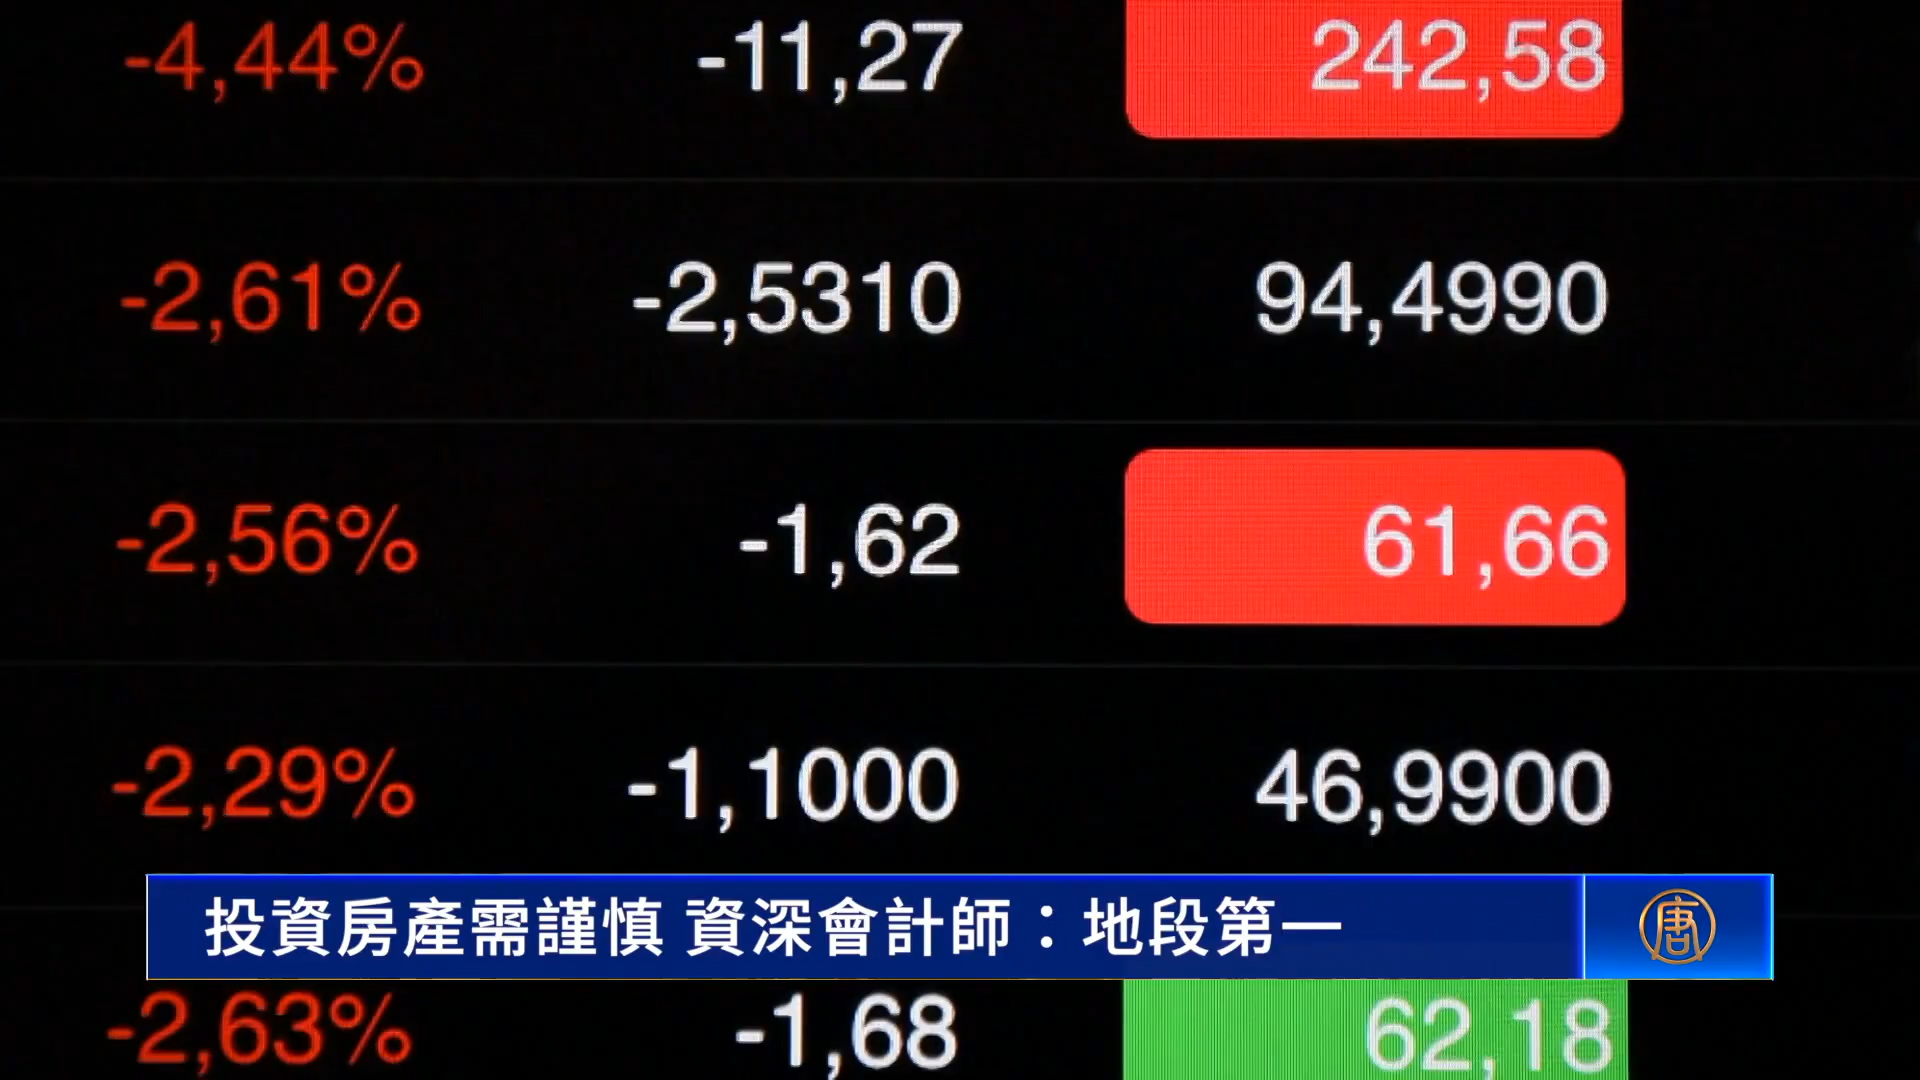 -4,44% -11,27 242,58
-2,61% -2,5310 94,4990
-2,56% -1,62 61,66
-2,29% -1,1000 46,9900
投資房產需謹慎 資深會計師：地段第一
唐
-2,63% -1,68 62,18